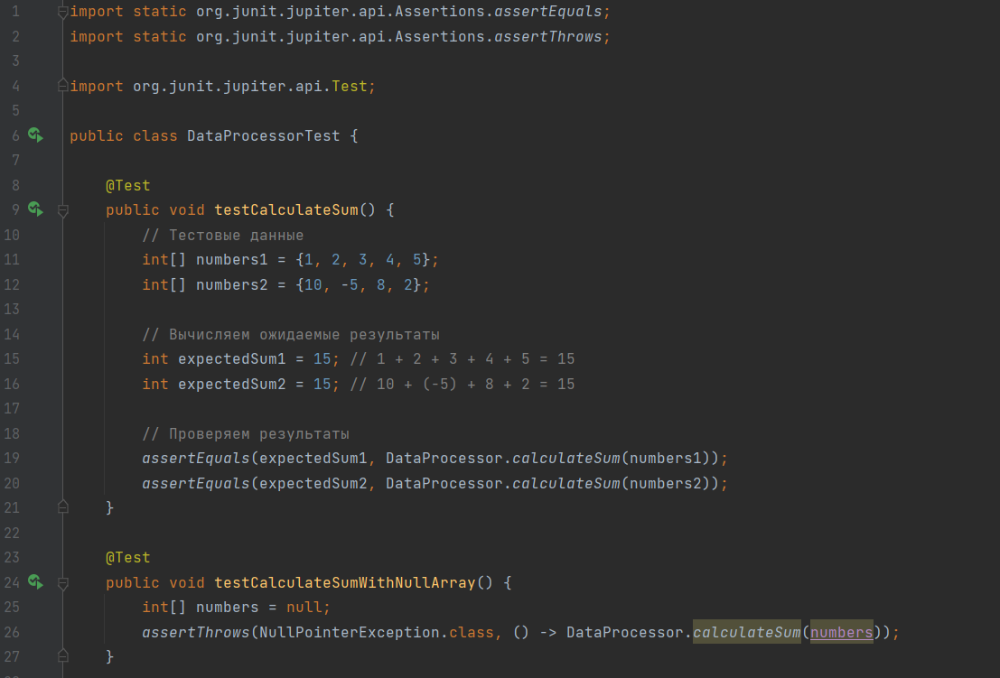 1 import static org.junit.jupiter.api.Assertions.assertEquals;
2 import static org.junit.jupiter.api.Assertions.assertThrows;
3
4 import org.junit.jupiter.api.Test;
5
6 public class DataProcessorTest {
7
8 @Test
9 public void testCalculateSum() {
10 // Тестовые данные
11 int[] numbers1 = {1, 2, 3, 4, 5};
12 int[] numbers2 = {10, -5, 8, 2};
13
14 // Вычисляем ожидаемые результаты
15 int expectedSum1 = 15; // 1 + 2 + 3 + 4 + 5 = 15
16 int expectedSum2 = 15; // 10 + (-5) + 8 + 2 = 15
17
18 // Проверяем результаты
19 assertEquals(expectedSum1, DataProcessor.calculateSum(numbers1));
20 assertEquals(expectedSum2, DataProcessor.calculateSum(numbers2));
21 }
22
23 @Test
24 public void testCalculateSumWithNullArray() {
25 int[] numbers = null;
26 assertThrows(NullPointerException.class, () -> DataProcessor.calculateSum(numbers));
27 }